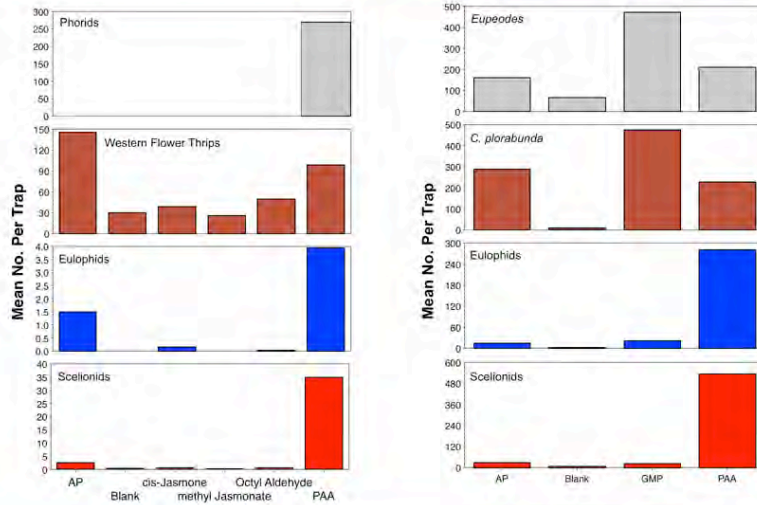 Mean No. Per Trap
Phorids
300
250
200
150
100
50
0
Western Flower Thrips
150
120
90
60
30
0
Eulophids
4.0
3.5
3.0
2.5
2.0
1.5
1.0
0.5
0.0
Scelionids
40
35
30
25
20
15
10
5
0
AP
cis-Jasmone
Octyl Aldehyde
Blank
methyl Jasmonate
PAA
Mean No. Per Trap
Eupeodes
500
400
300
200
100
0
C. plorabunda
500
400
300
200
100
0
Eulophids
300
240
180
120
60
0
Scelionids
600
480
360
240
120
0
AP
Blank
GMP
PAA